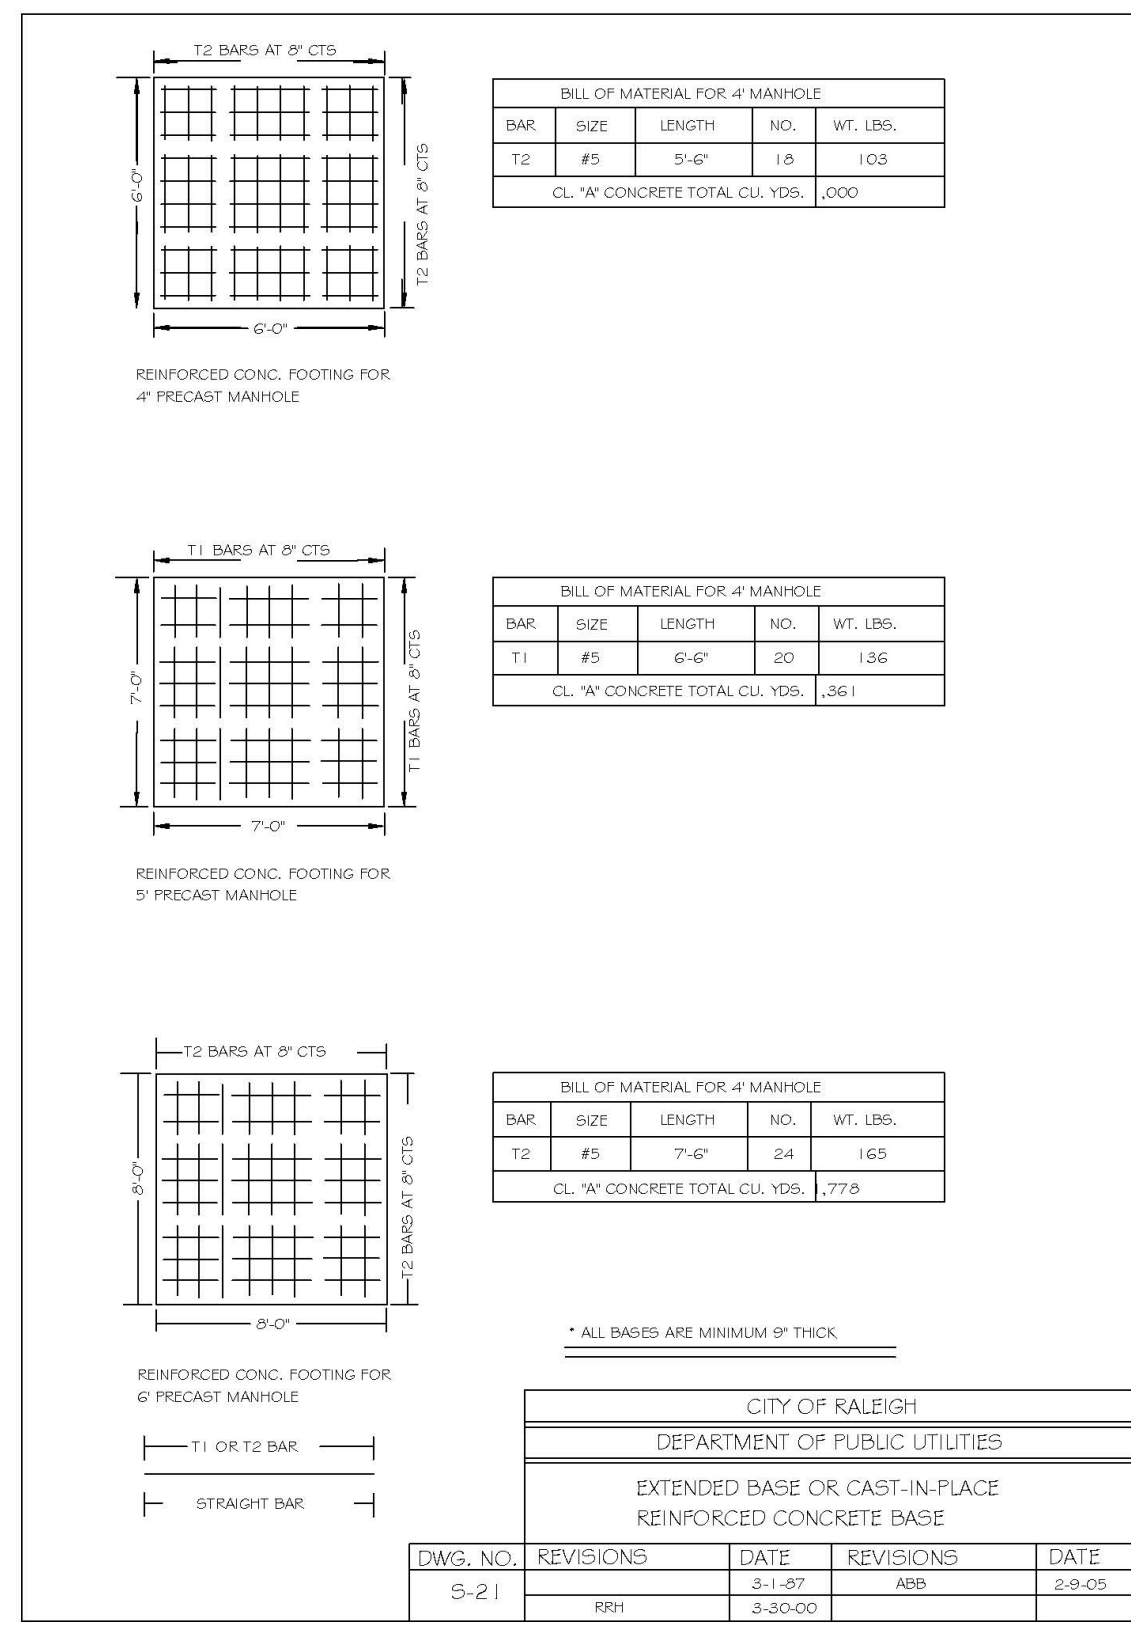 T2 BARS AT 8" CTS
6'-0"
T2 BARS AT 8" CTS
6'-0"
REINFORCED CONC. FOOTING FOR
4" PRECAST MANHOLE
BILL OF MATERIAL FOR 4' MANHOLE
BAR SIZE LENGTH NO. WT. LBS.
T2 #5 5'-6" 18 103
CL. "A" CONCRETE TOTAL CU. YDS. ,000
T1 BARS AT 8" CTS
7'-0"
T1 BARS AT 8" CTS
7'-0"
REINFORCED CONC. FOOTING FOR
5' PRECAST MANHOLE
BILL OF MATERIAL FOR 4' MANHOLE
BAR SIZE LENGTH NO. WT. LBS.
T1 #5 6'-6" 20 136
CL. "A" CONCRETE TOTAL CU. YDS. ,361
T2 BARS AT 8" CTS
8'-0"
T2 BARS AT 8" CTS
8'-0"
REINFORCED CONC. FOOTING FOR
6' PRECAST MANHOLE
BILL OF MATERIAL FOR 4' MANHOLE
BAR SIZE LENGTH NO. WT. LBS.
T2 #5 7'-6" 24 165
CL. "A" CONCRETE TOTAL CU. YDS. 1,778
T1 OR T2 BAR
STRAIGHT BAR
* ALL BASES ARE MINIMUM 9" THICK
CITY OF RALEIGH
DEPARTMENT OF PUBLIC UTILITIES
EXTENDED BASE OR CAST-IN-PLACE
REINFORCED CONCRETE BASE
DWG. NO. REVISIONS DATE REVISIONS DATE
S-21
3-1-87 ABB 2-9-05
RRH 3-30-00